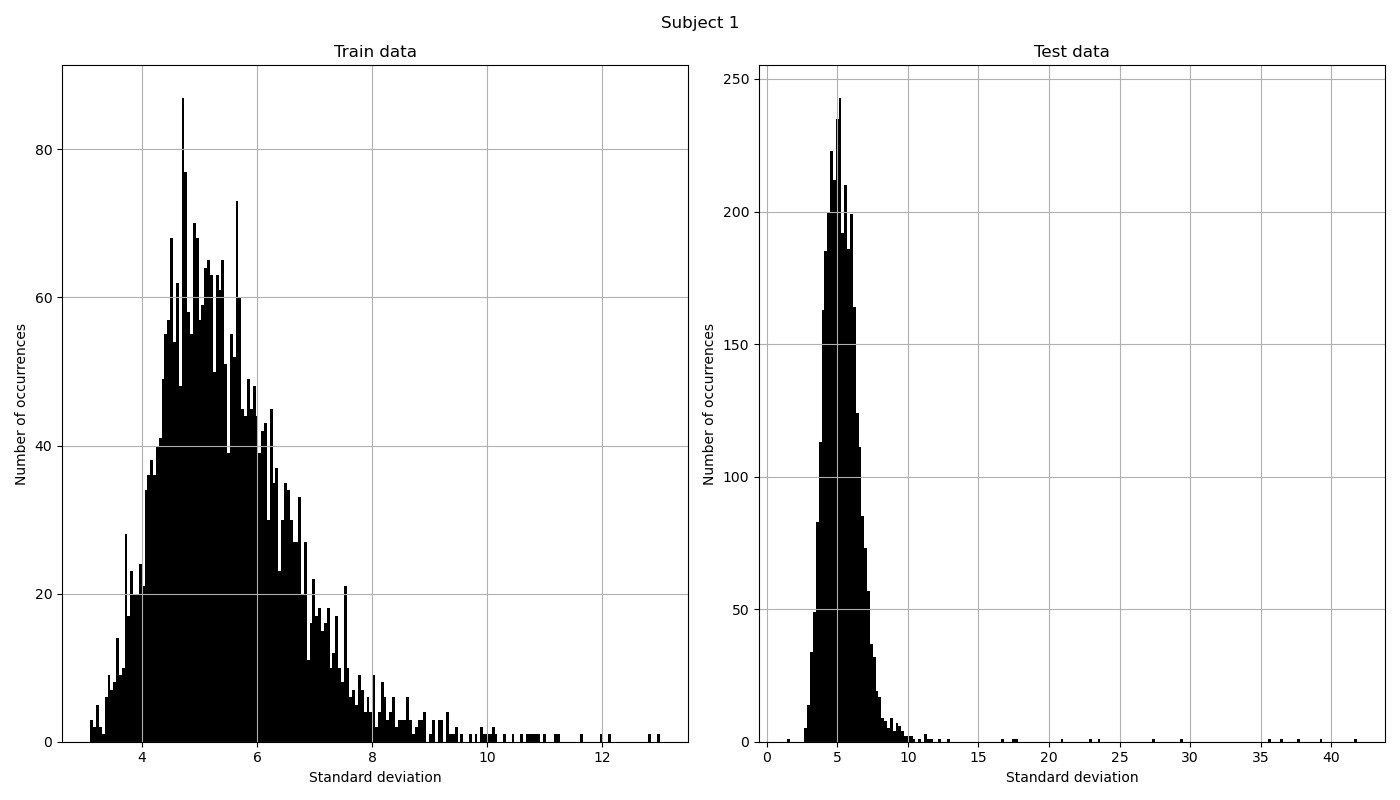 Subject 1
Train data
Number of occurrences
80
60
40
20
0
4 6 8 10 12
Standard deviation
Test data
Number of occurrences
250
200
150
100
50
0
0 5 10 15 20 25 30 35 40
Standard deviation